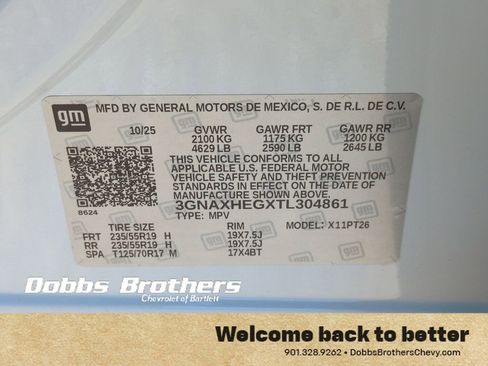 gm
MFD BY GENERAL MOTORS DE MEXICO, S. DE R.L. DE C.V.
10/25 GVWR GAWR FRT GAWR RR
2100 KG 1175 KG 1200 KG
4629 LB 2590 LB 2645 LB
THIS VEHICLE CONFORMS TO ALL
APPLICABLE U.S. FEDERAL MOTOR
VEHICLE SAFETY AND THEFT
PREVENTION STANDARDS IN EFFECT
ON THE DATE OF MANUFACTURE SHOWN ABOVE.
8624
3GNAXHEGXTL304861
TYPE: MPV MODEL: X11PT26
TIRE SIZE RIM
FRT 235/55R19 H 19X7.5J
RR 235/55R19 H 19X7.5J
SPA T125/70R17 M 17X4BT
Dobbs Brothers
Chevrolet of Bartlett
Welcome back to better
901.328.9262 • DobbsBrothersChevy.com